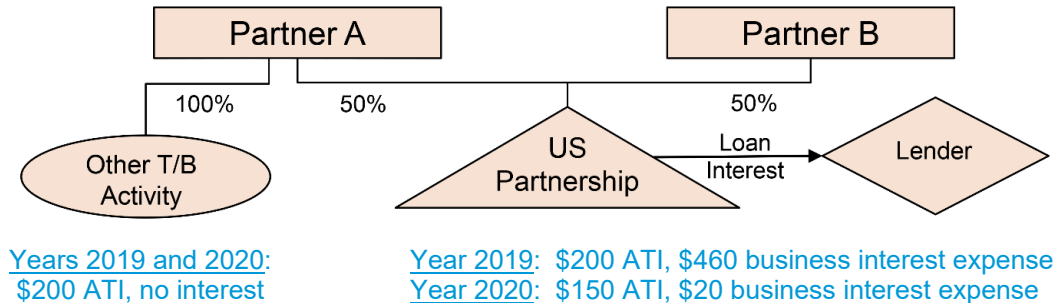 Partner A
Partner B
100%
50%
50%
Other T/B
Activity
US
Partnership
Loan
Interest
Lender
Years 2019 and 2020:
$200 ATI, no interest
Year 2019: $200 ATI, $460 business interest expense
Year 2020: $150 ATI, $20 business interest expense